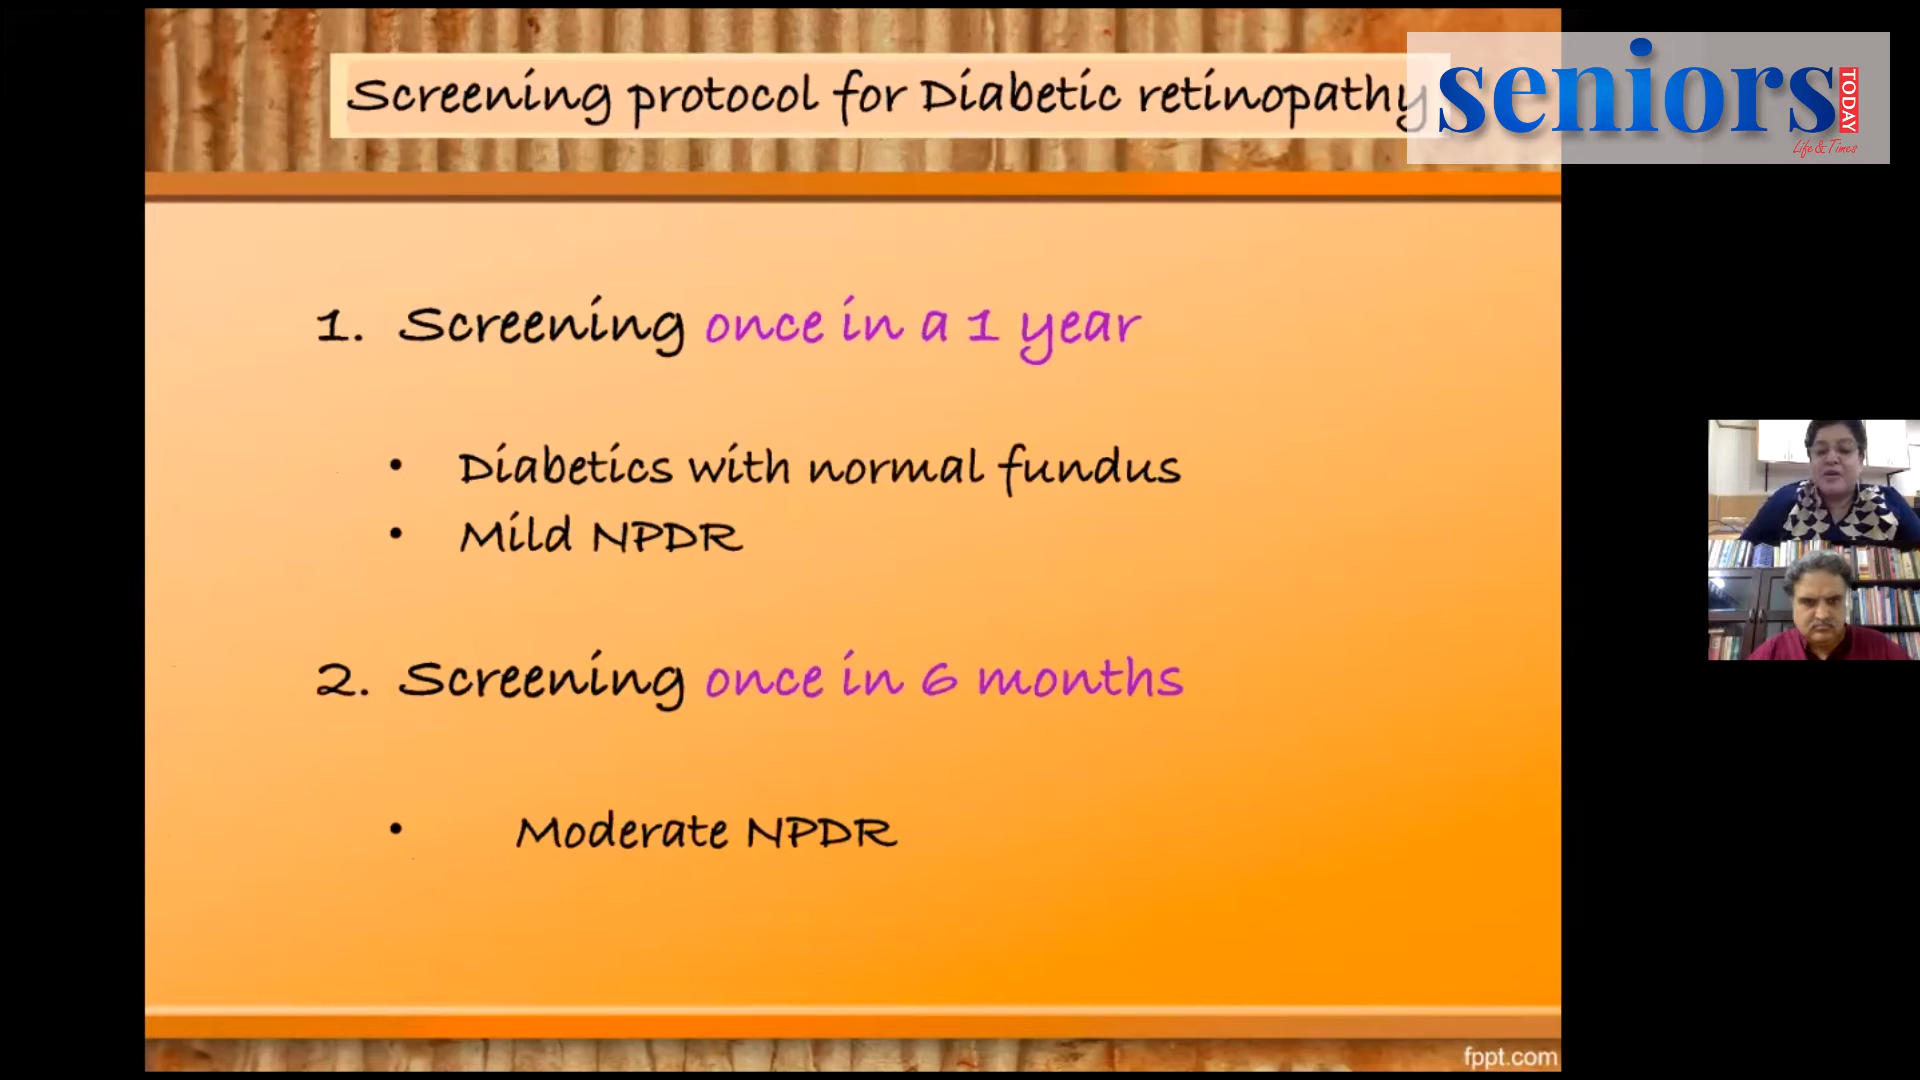 Screening protocol for Diabetic retinopathy
seniors
TODAY
Life & Times
1. Screening once in a 1 year
• Diabetics with normal fundus
• Mild NPDR
2. Screening once in 6 months
• Moderate NPDR
fppt.com